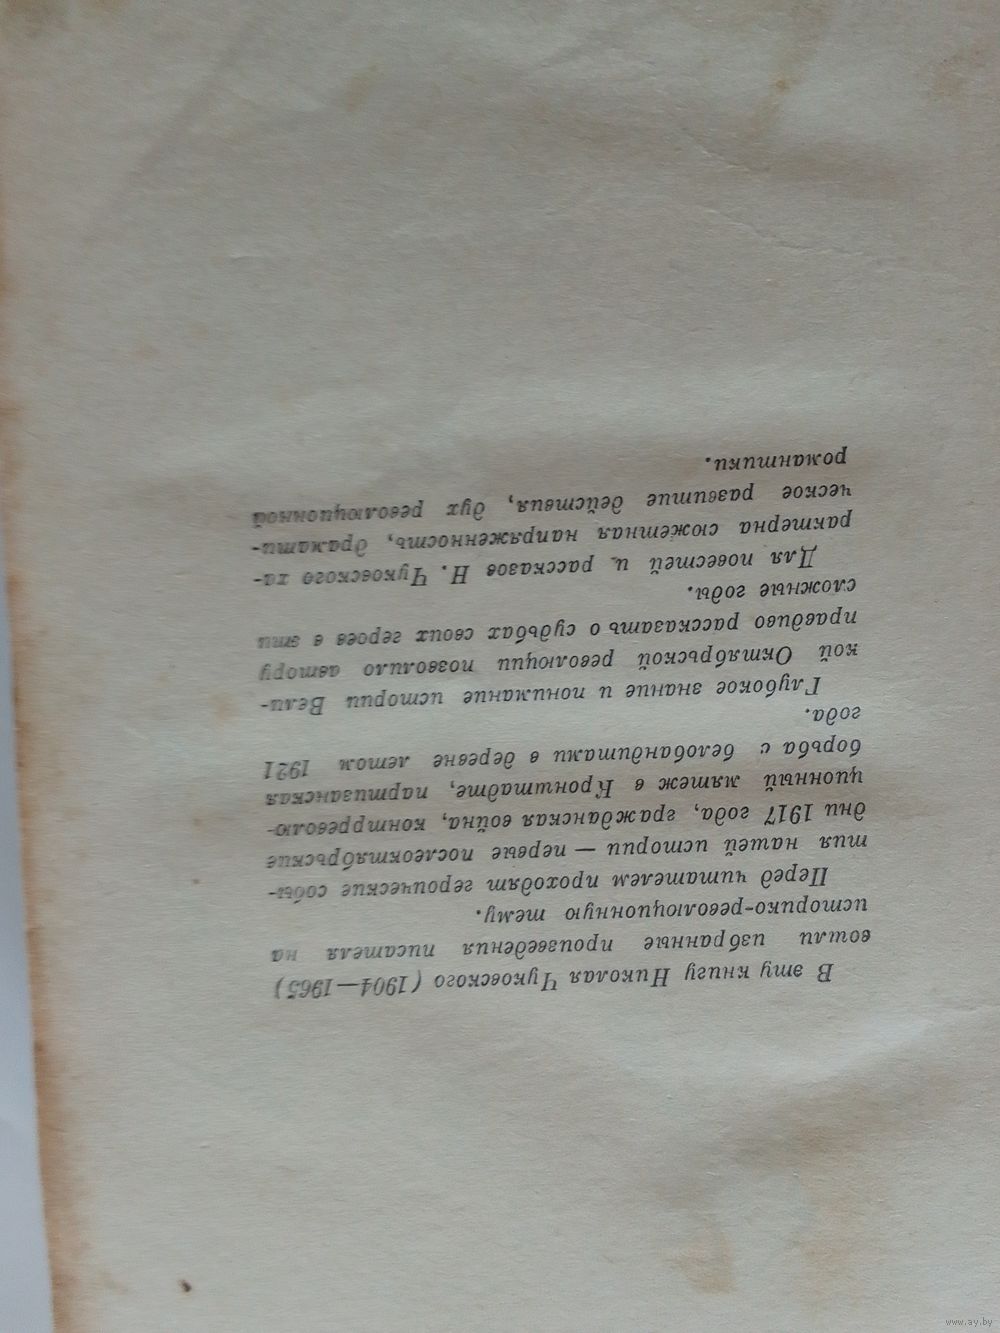 В эту книгу Николая Чуковского (1904—1965)
вошли избранные произведения писателя на
историко-революционную тему.
Перед читателем проходят героические собы-
тия нашей истории — первые послеоктябрьские
дни 1917 года, гражданская война, контрреволю-
ционный мятеж в Кронштадте, партизанская
борьба с белобандитами в деревне летом 1921
года.
Глубокое знание и понимание истории Вели-
кой Октябрьской революции позволило автору
правдиво рассказать о судьбах своих героев в эти
сложные годы.
Для повестей и рассказов Н. Чуковского ха-
рактерна сюжетная напряженность, драмати-
ческое развитие действия, дух революционной
романтики.
www.ay.by